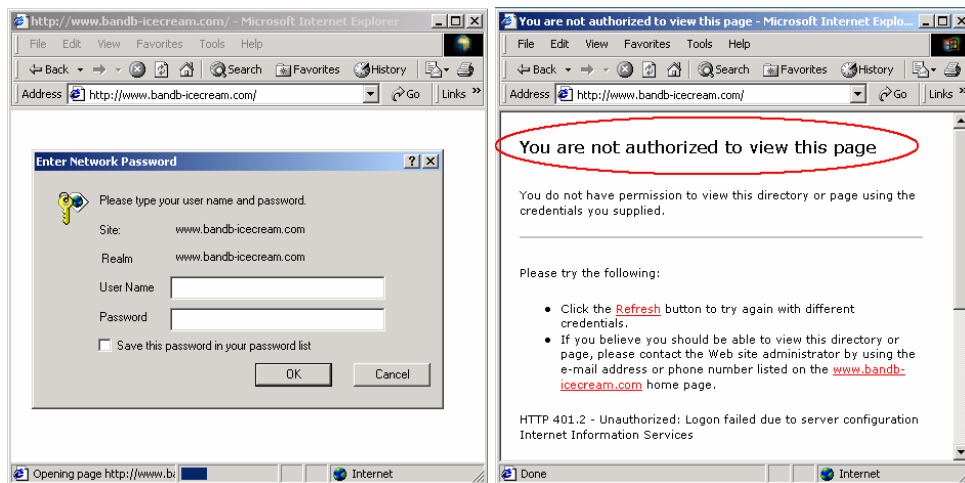 http://www.bandb-icecream.com/ - Microsoft Internet Explorer
File Edit View Favorites Tools Help
Back Search Favorites History
Address http://www.bandb-icecream.com/ Go Links »
Enter Network Password
Please type your user name and password.
Site: www.bandb-icecream.com
Realm www.bandb-icecream.com
User Name
Password
Save this password in your password list
OK Cancel
Opening page http://www.ba Internet
You are not authorized to view this page - Microsoft Internet Explo...
File Edit View Favorites Tools Help
Back Search Favorites History
Address http://www.bandb-icecream.com/ Go Links »
You are not authorized to view this page
You do not have permission to view this directory or page using the
credentials you supplied.
Please try the following:
• Click the Refresh button to try again with different
credentials.
• If you believe you should be able to view this directory or
page, please contact the Web site administrator by using the
e-mail address or phone number listed on the www.bandb-
icecream.com home page.
HTTP 401.2 - Unauthorized: Logon failed due to server configuration
Internet Information Services
Done Internet